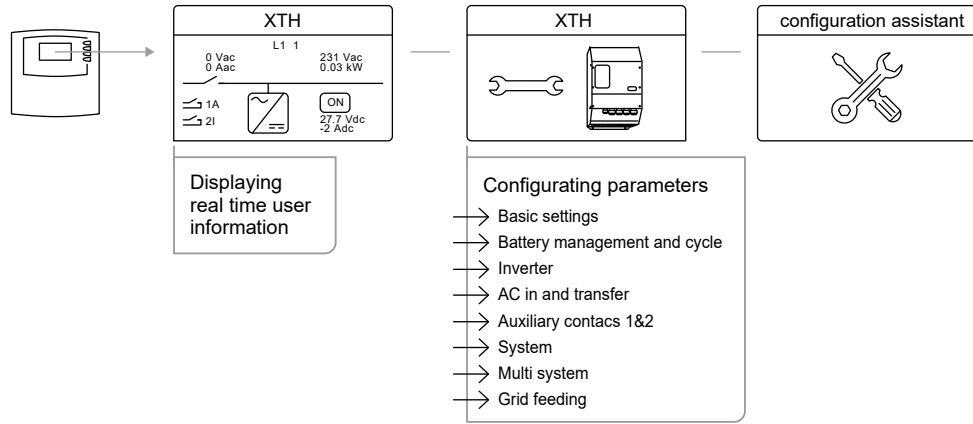 XTH
L1 1
0 Vac
0 Aac
231 Vac
0.03 kW
1A
2I
ON
27.7 Vdc
-2 Adc
Displaying
real time user
information
XTH
Configurating parameters
Basic settings
Battery management and cycle
Inverter
AC in and transfer
Auxiliary contacs 1&2
System
Multi system
Grid feeding
configuration assistant